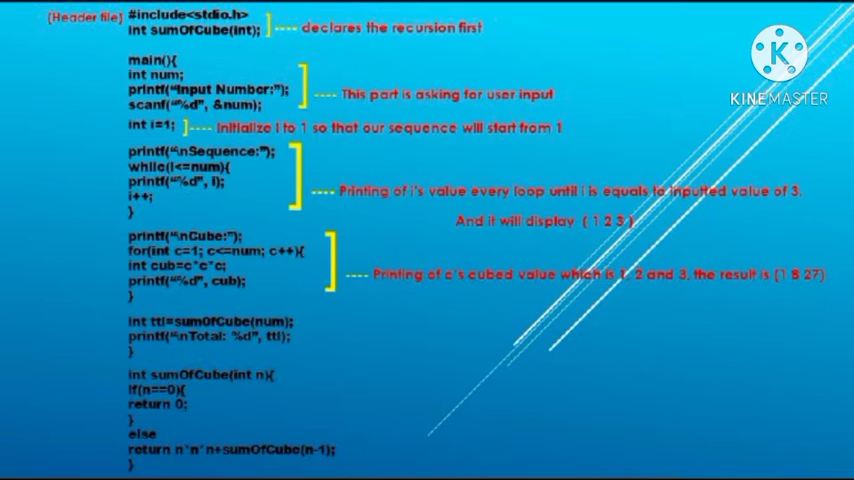 (Header file) #include<stdio.h>
int sumOfCube(int); ---- declares the recursion first
main(){
int num;
printf("Input Number:");
scanf("%d", &num);
---- This part is asking for user input
int i=1; ---- Initialize i to 1 so that our sequence will start from 1
printf("\nSequence:");
while(i<=num){
printf("%d", i);
i++;
}
---- Printing of i's value every loop until i is equals to inputted value of 3.
And it will display ( 1 2 3 )
printf("\nCube:");
for(int c=1; c<=num; c++){
int cub=c*c*c;
printf("%d", cub);
}
---- Printing of c's cubed value which is 1, 2 and 3, the result is (1 8 27)
int ttl=sumOfCube(num);
printf("\nTotal: %d", ttl);
}
int sumOfCube(int n){
if(n==0){
return 0;
}
else
return n*n*n+sumOfCube(n-1);
}
K
KINEMASTER